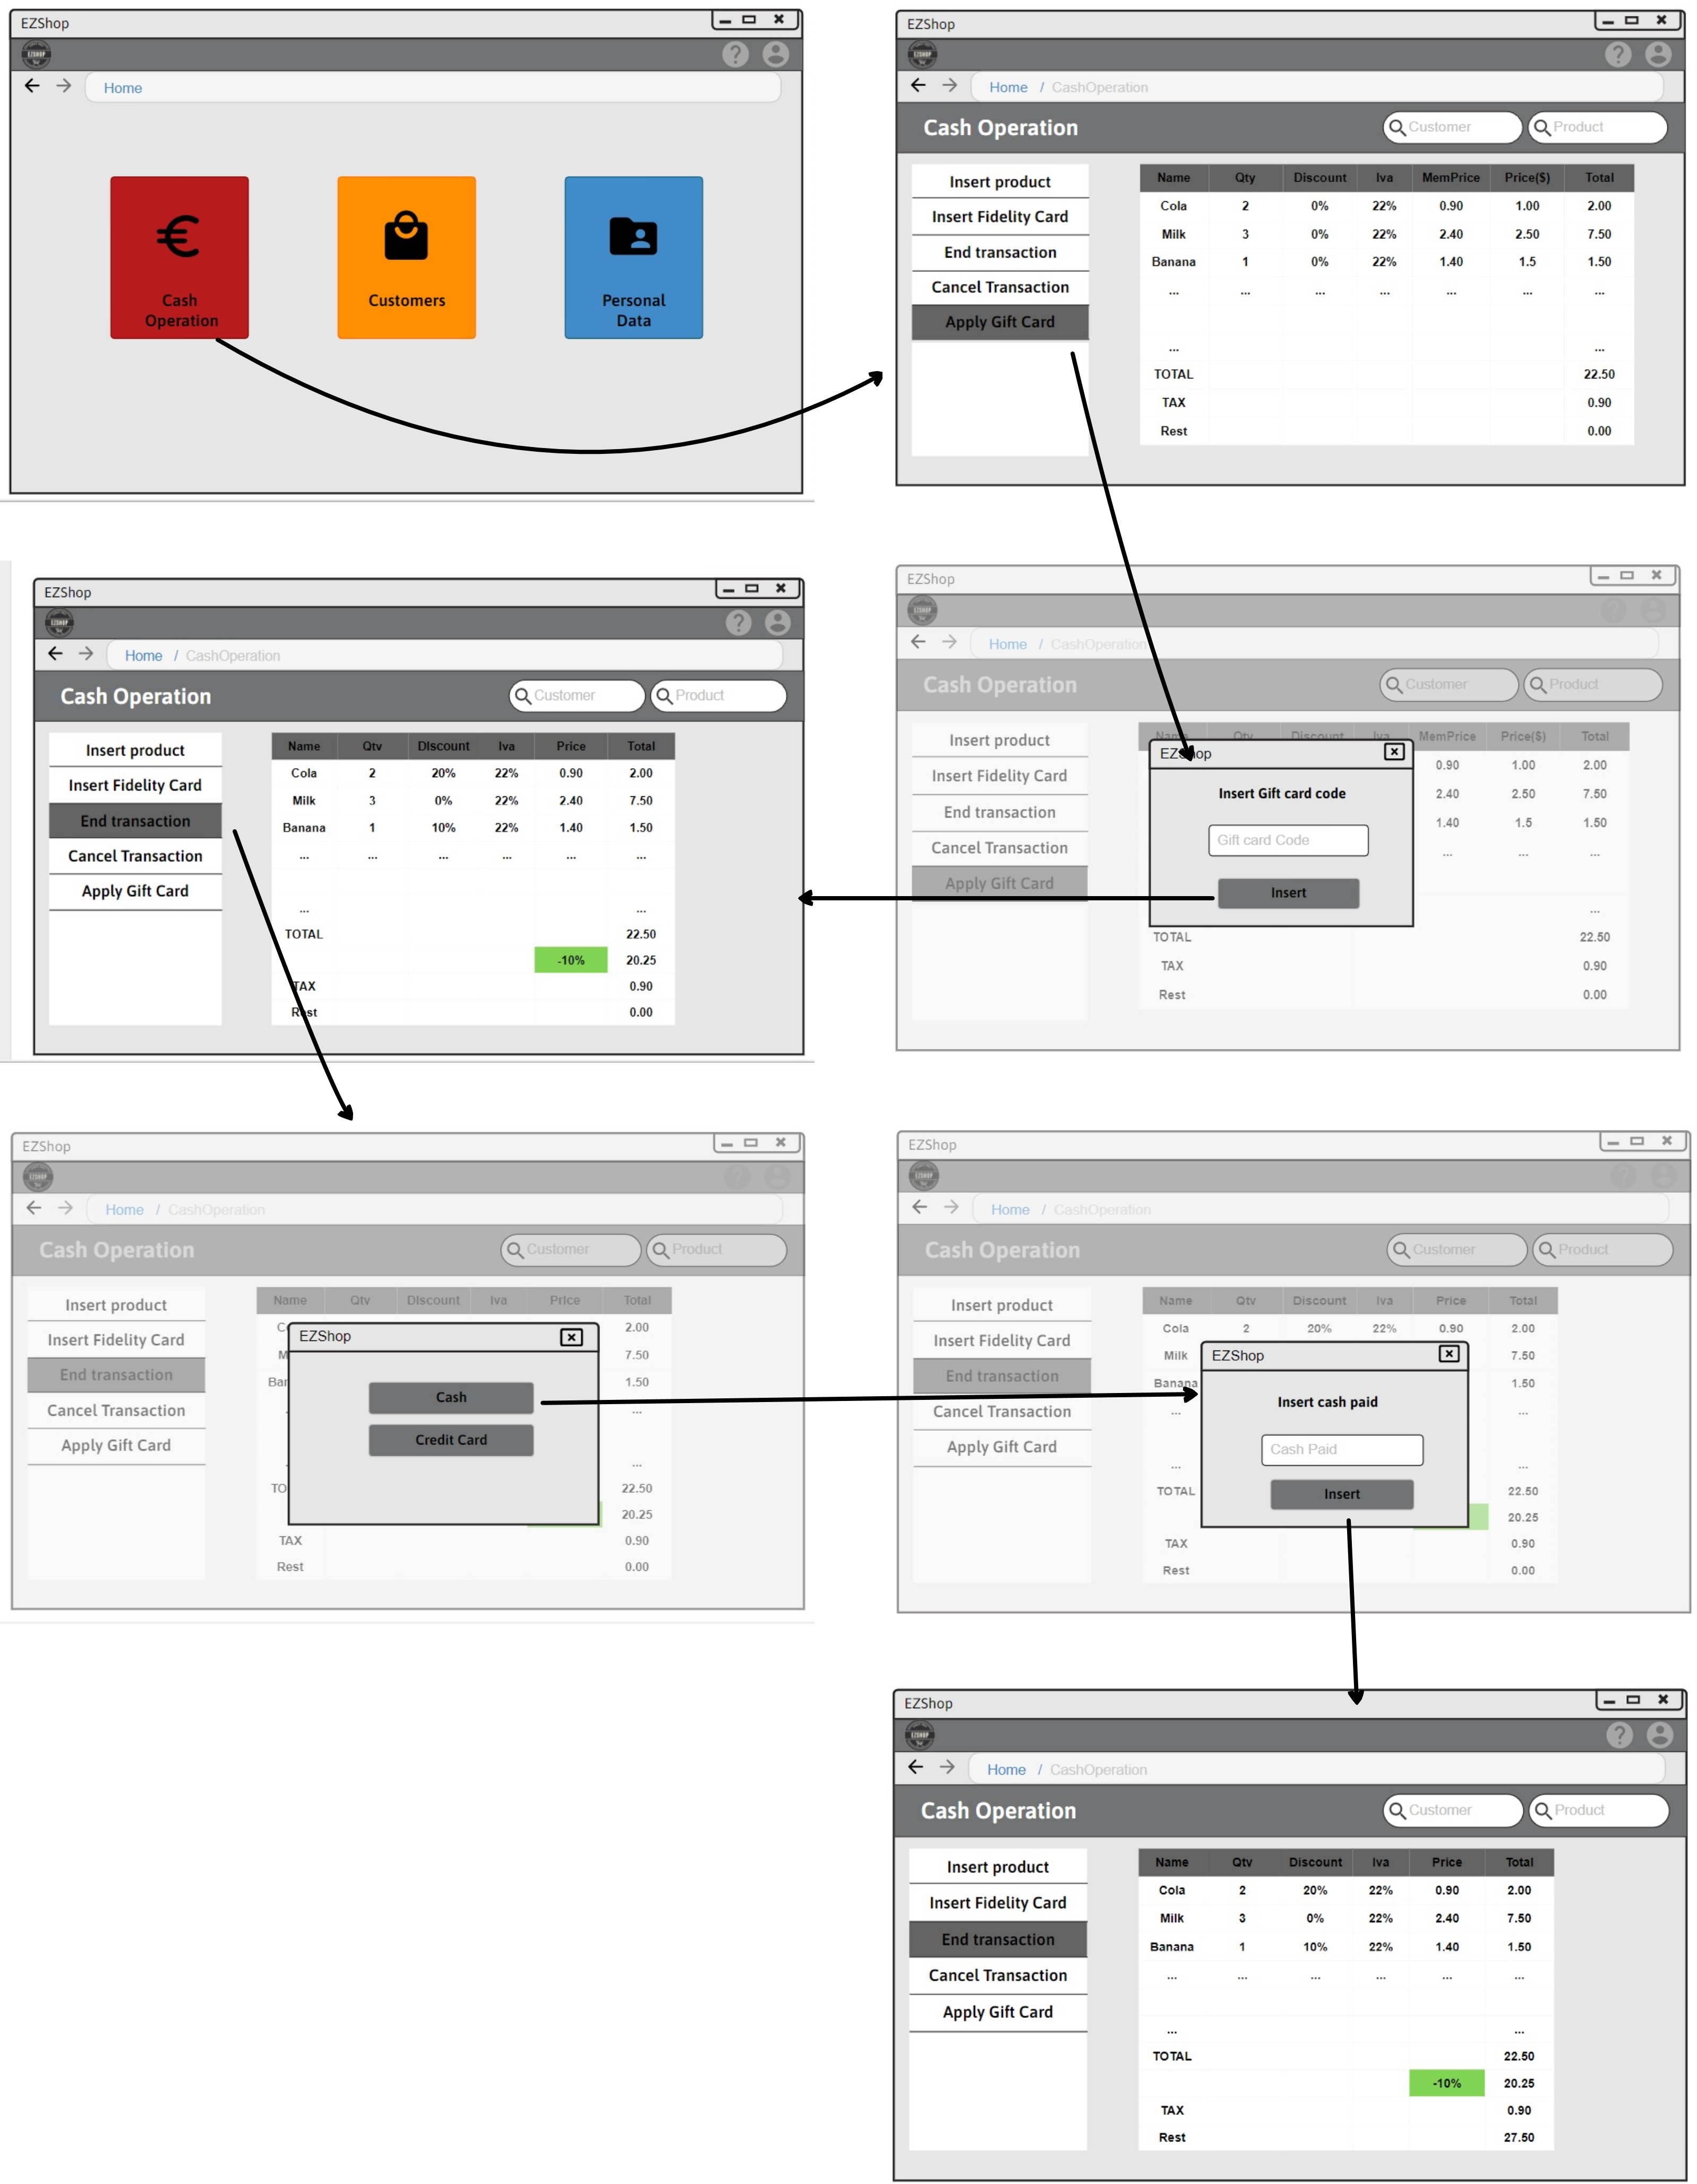 EZShop
Home
Cash
Operation
Customers
Personal
Data
EZShop
Home / CashOperation
Cash Operation
Customer
Product
Insert product
Insert Fidelity Card
End transaction
Cancel Transaction
Apply Gift Card
Name Qty Discount Iva MemPrice Price($) Total
Cola 2 0% 22% 0.90 1.00 2.00
Milk 3 0% 22% 2.40 2.50 7.50
Banana 1 0% 22% 1.40 1.5 1.50
... ... ... ... ... ... ...
... ...
TOTAL 22.50
TAX 0.90
Rest 0.00
EZShop
Home / CashOperation
Cash Operation
Customer
Product
Insert product
Insert Fidelity Card
End transaction
Cancel Transaction
Apply Gift Card
Name Qtv DIscount Iva Price Total
Cola 2 20% 22% 0.90 2.00
Milk 3 0% 22% 2.40 7.50
Banana 1 10% 22% 1.40 1.50
... ... ... ... ... ...
... ...
TOTAL 22.50
-10% 20.25
TAX 0.90
Rest 0.00
EZShop
Home / CashOperation
Cash Operation
Customer
Product
Insert product
Insert Fidelity Card
End transaction
Cancel Transaction
Apply Gift Card
Name Qty Discount Iva MemPrice Price($) Total
0.90 1.00 2.00
2.40 2.50 7.50
1.40 1.5 1.50
... ... ...
...
TOTAL 22.50
TAX 0.90
Rest 0.00
EZShop
Insert Gift card code
Gift card Code
Insert
EZShop
Home / CashOperation
Cash Operation
Customer
Product
Insert product
Insert Fidelity Card
End transaction
Cancel Transaction
Apply Gift Card
Name Qtv DIscount Iva Price Total
2.00
7.50
Bar 1.50
...
...
TO 22.50
20.25
TAX 0.90
Rest 0.00
EZShop
Cash
Credit Card
EZShop
Home / CashOperation
Cash Operation
Customer
Product
Insert product
Insert Fidelity Card
End transaction
Cancel Transaction
Apply Gift Card
Name Qtv DIscount Iva Price Total
Cola 2 20% 22% 0.90 2.00
Milk 7.50
Banana 1.50
... ...
... ...
TOTAL 22.50
20.25
TAX 0.90
Rest 0.00
EZShop
Insert cash paid
Cash Paid
Insert
EZShop
Home / CashOperation
Cash Operation
Customer
Product
Insert product
Insert Fidelity Card
End transaction
Cancel Transaction
Apply Gift Card
Name Qtv DIscount Iva Price Total
Cola 2 20% 22% 0.90 2.00
Milk 3 0% 22% 2.40 7.50
Banana 1 10% 22% 1.40 1.50
... ... ... ... ... ...
... ...
TOTAL 22.50
-10% 20.25
TAX 0.90
Rest 27.50